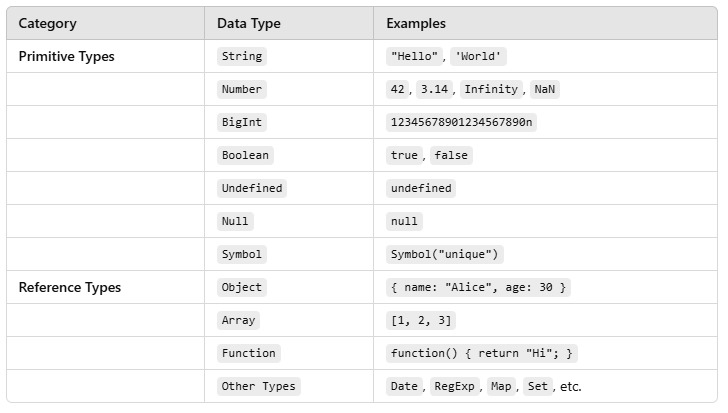 Category Data Type Examples
Primitive Types String "Hello", 'World'
Number 42, 3.14, Infinity, NaN
BigInt 12345678901234567890n
Boolean true, false
Undefined undefined
Null null
Symbol Symbol("unique")
Reference Types Object { name: "Alice", age: 30 }
Array [1, 2, 3]
Function function() { return "Hi"; }
Other Types Date, RegExp, Map, Set, etc.